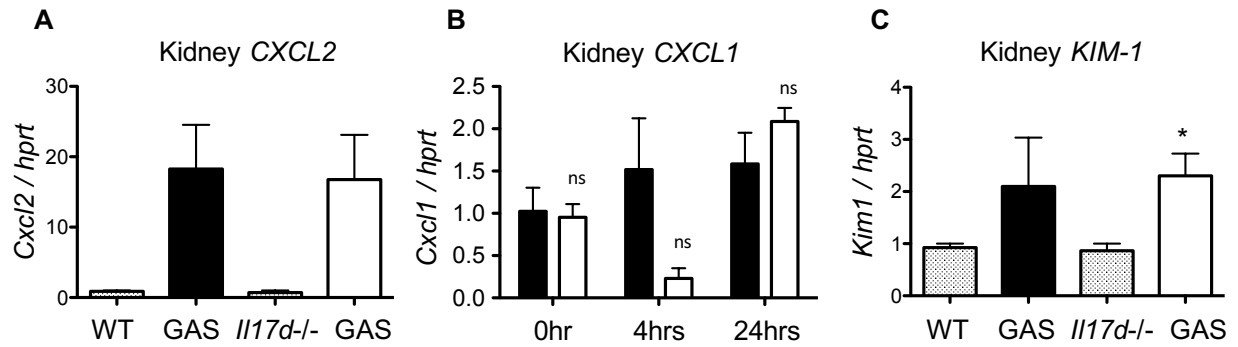 A
Kidney CXCL2
Cxcl2 / hprt
30
20
10
0
WT GAS Il17d-/- GAS
B
Kidney CXCL1
Cxcl1 / hprt
2.5
2.0
1.5
1.0
0.5
0.0
ns
ns
ns
0hr 4hrs 24hrs
C
Kidney KIM-1
Kim1 / hprt
4
3
2
1
0
*
WT GAS Il17d-/- GAS